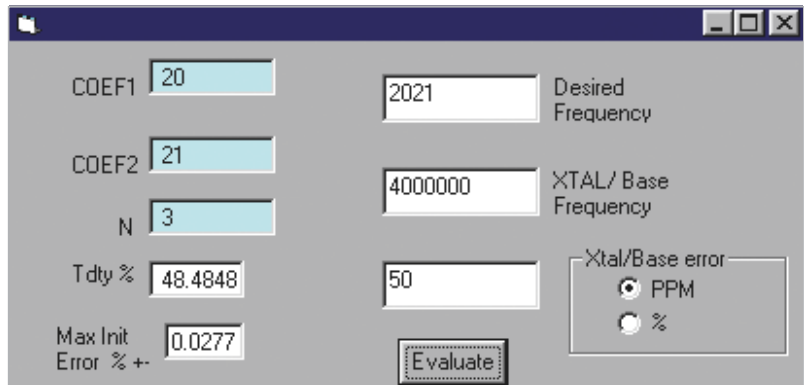 COEF1 20
COEF2 21
N 3
Tdty % 48.4848
Max Init
Error % +- 0.0277
2021 Desired
Frequency
4000000 XTAL/ Base
Frequency
50
Xtal/Base error
PPM
%
Evaluate